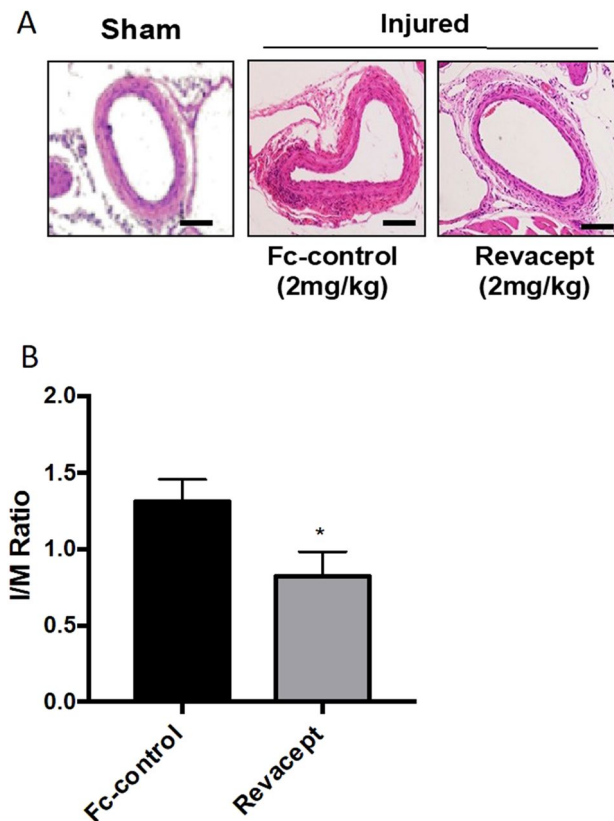 A
Sham
Injured
Fc-control
(2mg/kg)
Revacept
(2mg/kg)
B
2.0
1.5
1.0
0.5
0.0
I/M Ratio
*
Fc-control
Revacept